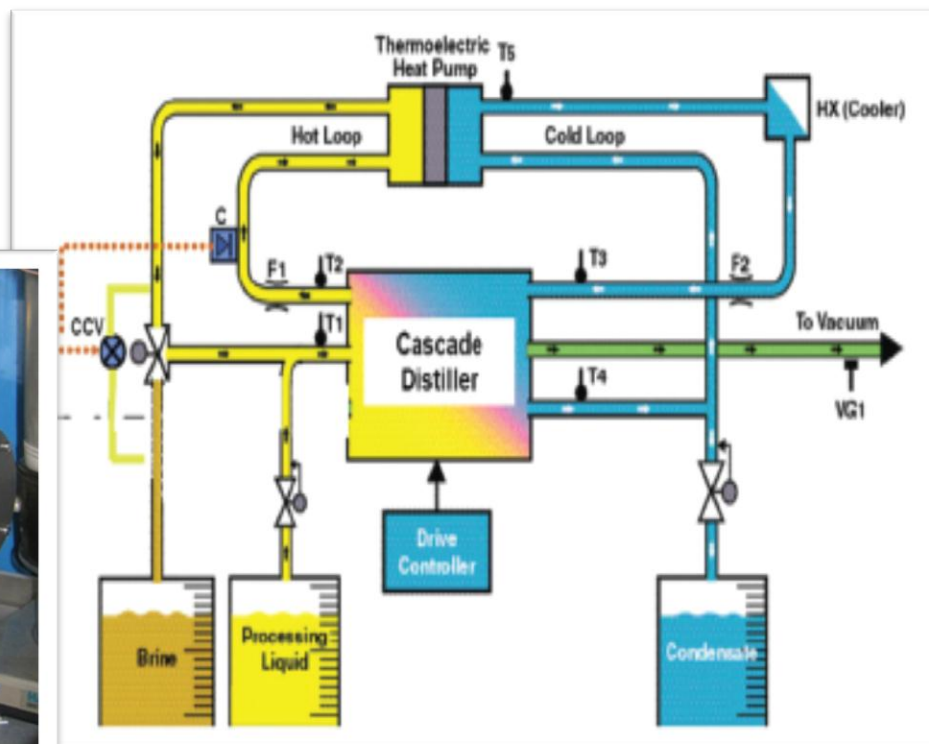 Thermoelectric
Heat Pump
T5
HX (Cooler)
Hot Loop
Cold Loop
C
F1
T2
T3
F2
CCV
T1
Cascade
Distiller
To Vacuum
T4
VG1
Drive
Controller
Brine
Processing
Liquid
Condensate